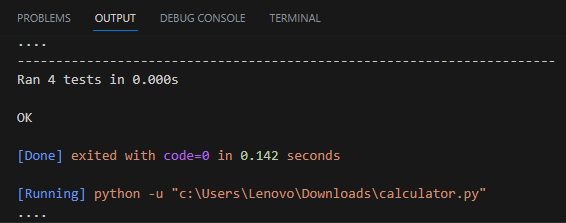 PROBLEMS OUTPUT DEBUG CONSOLE TERMINAL
....
----------------------------------------------------------------------
Ran 4 tests in 0.000s
OK
[Done] exited with code=0 in 0.142 seconds
[Running] python -u "c:\Users\Lenovo\Downloads\calculator.py"
....